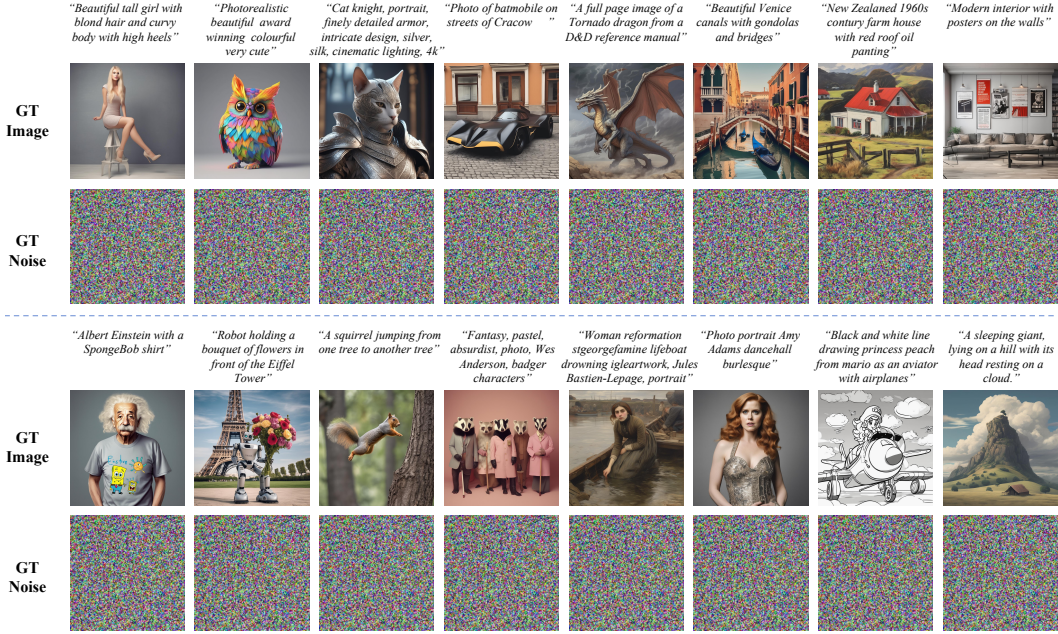 “Beautiful tall girl with
blond hair and curvy
body with high heels”
“Photorealistic
beautiful award
winning colourful
very cute”
“Cat knight, portrait,
finely detailed armor,
intricate design, silver,
silk, cinematic lighting, 4k”
“Photo of batmobile on
streets of Cracow ”
“A full page image of a
Tornado dragon from a
D&D reference manual”
“Beautiful Venice
canals with gondolas
and bridges”
“New Zealaned 1960s
contury farm house
with red roof oil
panting”
“Modern interior with
posters on the walls”
GT
Image
GT
Noise
“Albert Einstein with a
SpongeBob shirt”
“Robot holding a
bouquet of flowers in
front of the Eiffel
Tower”
“A squirrel jumping from
one tree to another tree”
“Fantasy, pastel,
absurdist, photo, Wes
Anderson, badger
characters”
“Woman reformation
stgeorgefamine lifeboat
drowning igleartwork, Jules
Bastien-Lepage, portrait”
“Photo portrait Amy
Adams dancehall
burlesque”
“Black and white line
drawing princess peach
from mario as an aviator
with airplanes”
“A sleeping giant,
lying on a hill with its
head resting on a
cloud.”
GT
Image
GT
Noise